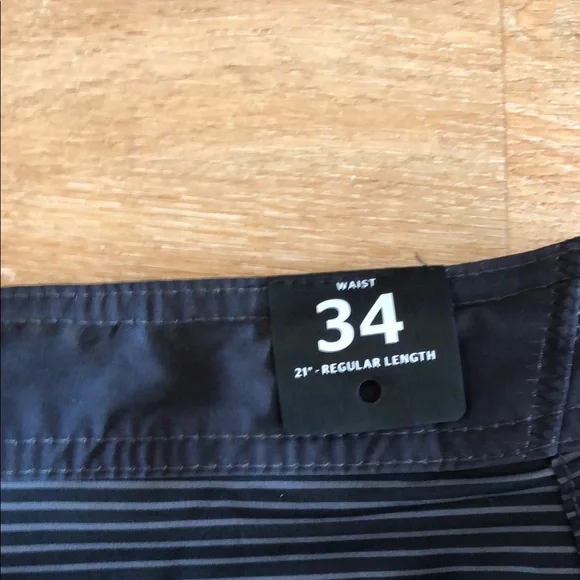 WAIST
34
21" - REGULAR LENGTH